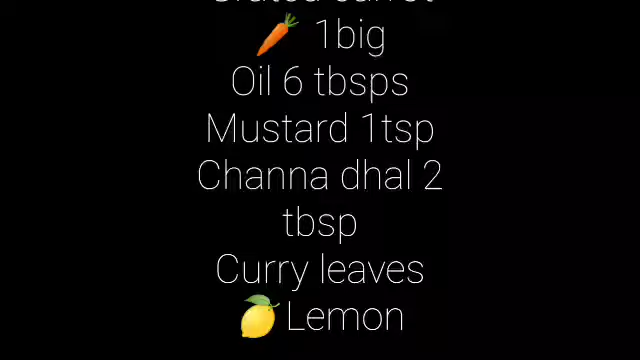 🥕 1big
Oil 6 tbsps
Mustard 1tsp
Channa dhal 2
tbsp
Curry leaves
🍋Lemon